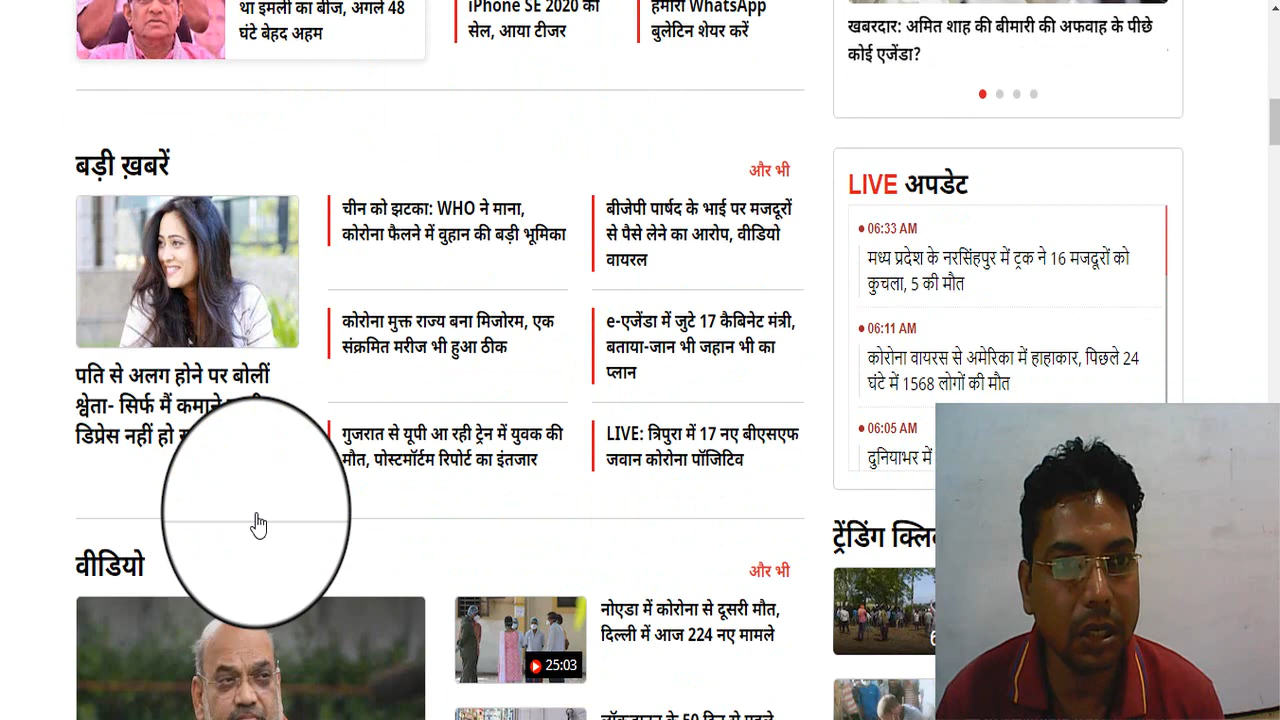 था इमली का बीज, अगले 48
घंटे बेहद अहम
iPhone SE 2020 की
सेल, आया टीजर
हमारा WhatsApp
बुलेटिन शेयर करें
खबरदार: अमित शाह की बीमारी की अफवाह के पीछे
कोई एजेंडा?
बड़ी ख़बरें
और भी
पति से अलग होने पर बोलीं
श्वेता- सिर्फ मैं कमाने
डिप्रेस नहीं हो
चीन को झटका: WHO ने माना,
कोरोना फैलने में वुहान की बड़ी भूमिका
बीजेपी पार्षद के भाई पर मजदूरों
से पैसे लेने का आरोप, वीडियो
वायरल
कोरोना मुक्त राज्य बना मिजोरम, एक
संक्रमित मरीज भी हुआ ठीक
e-एजेंडा में जुटे 17 कैबिनेट मंत्री,
बताया-जान भी जहान भी का
प्लान
गुजरात से यूपी आ रही ट्रेन में युवक की
मौत, पोस्टमॉर्टम रिपोर्ट का इंतजार
LIVE: त्रिपुरा में 17 नए बीएसएफ
जवान कोरोना पॉजिटिव
LIVE अपडेट
06:33 AM
मध्य प्रदेश के नरसिंहपुर में ट्रक ने 16 मजदूरों को
कुचला, 5 की मौत
06:11 AM
कोरोना वायरस से अमेरिका में हाहाकार, पिछले 24
घंटे में 1568 लोगों की मौत
06:05 AM
दुनियाभर में
वीडियो
और भी
25:03
नोएडा में कोरोना से दूसरी मौत,
दिल्ली में आज 224 नए मामले
लॉकडाउन के 50 दिन से पहले
ट्रेंडिंग